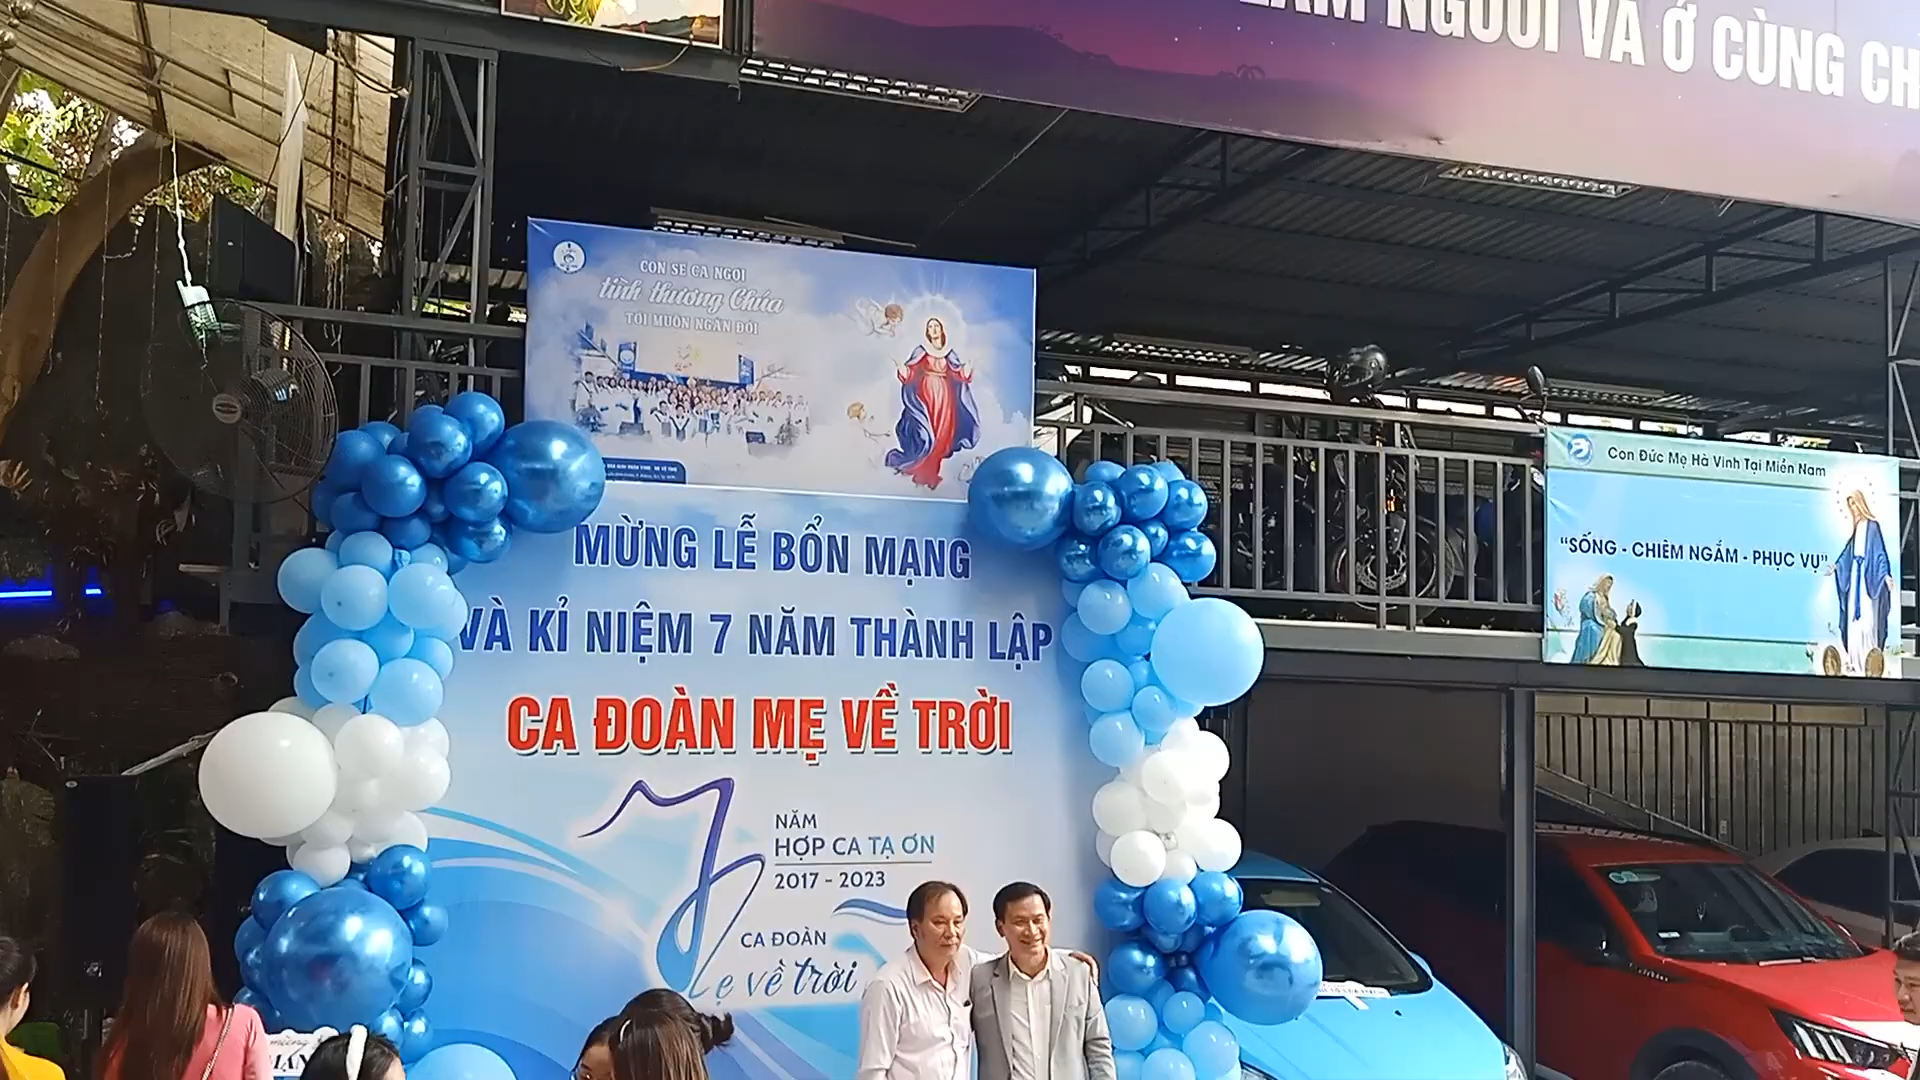 NGƯỜI VÀ Ở CÙNG
CON SẼ CA NGỢI
tình thương Chúa
TỚI MUÔN NGÀN ĐỜI
MỪNG LỄ BỔN MẠNG
VÀ KỈ NIỆM 7 NĂM THÀNH LẬP
CA ĐOÀN MẸ VỀ TRỜI
7
NĂM
HỢP CA TẠ ƠN
2017 - 2023
CA ĐOÀN
Mẹ về trời
Con Đức Mẹ Hà Vinh Tại Miền Nam
“SỐNG - CHIÊM NGẮM - PHỤC VỤ”